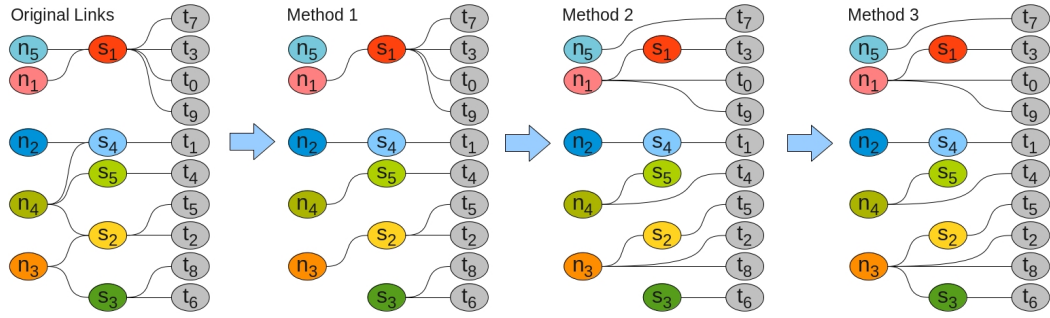 Original Links
Method 1
Method 2
Method 3
t7
t7
t7
t7
n5
s1
t3
n5
s1
t3
n5
s1
t3
n5
s1
t3
n1
t0
n1
t0
n1
t0
n1
t0
t9
t9
t9
t9
n2
s4
t1
n2
s4
t1
n2
s4
t1
n2
s4
t1
s5
t4
s5
t4
s5
t4
s5
t4
n4
t5
n4
t5
n4
t5
n4
t5
s2
t2
s2
t2
s2
t2
s2
t2
n3
t8
n3
t8
n3
t8
n3
t8
s3
t6
s3
t6
s3
t6
s3
t6